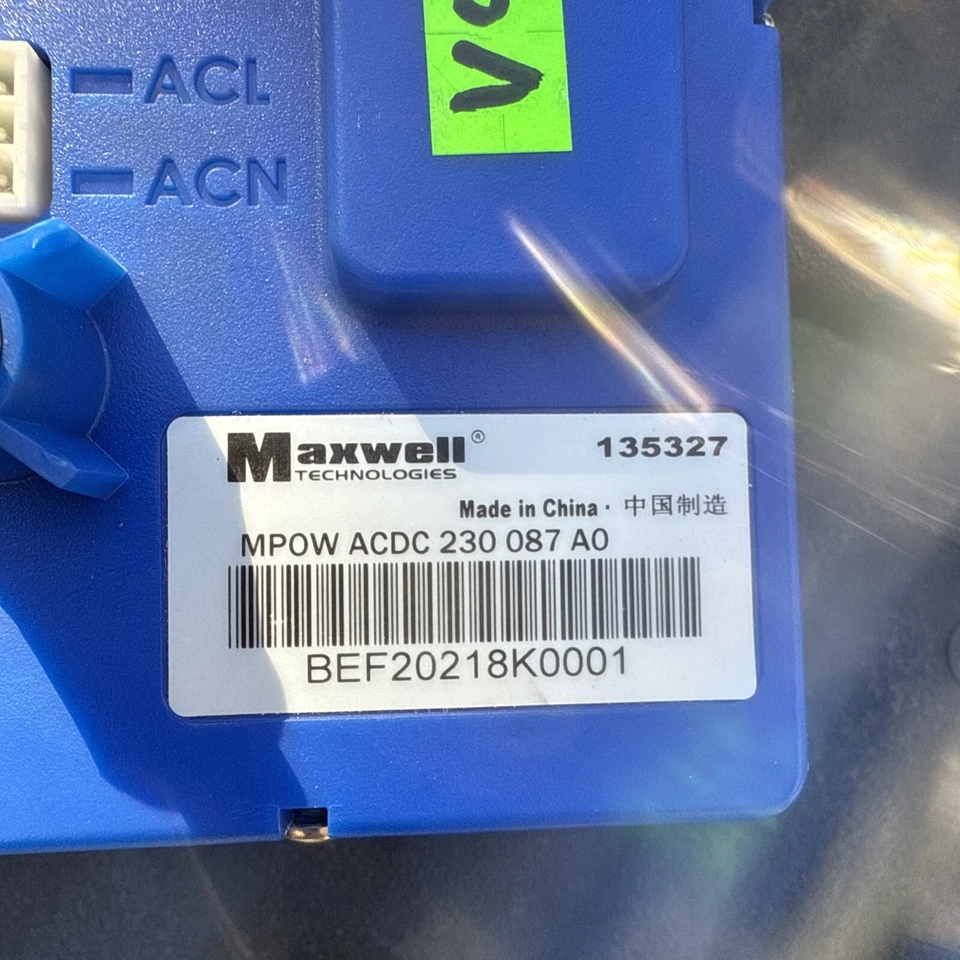 ACL
ACN
Maxwell®
TECHNOLOGIES
135327
Made in China · 中国制造
MPOW ACDC 230 087 A0
BEF20218K0001